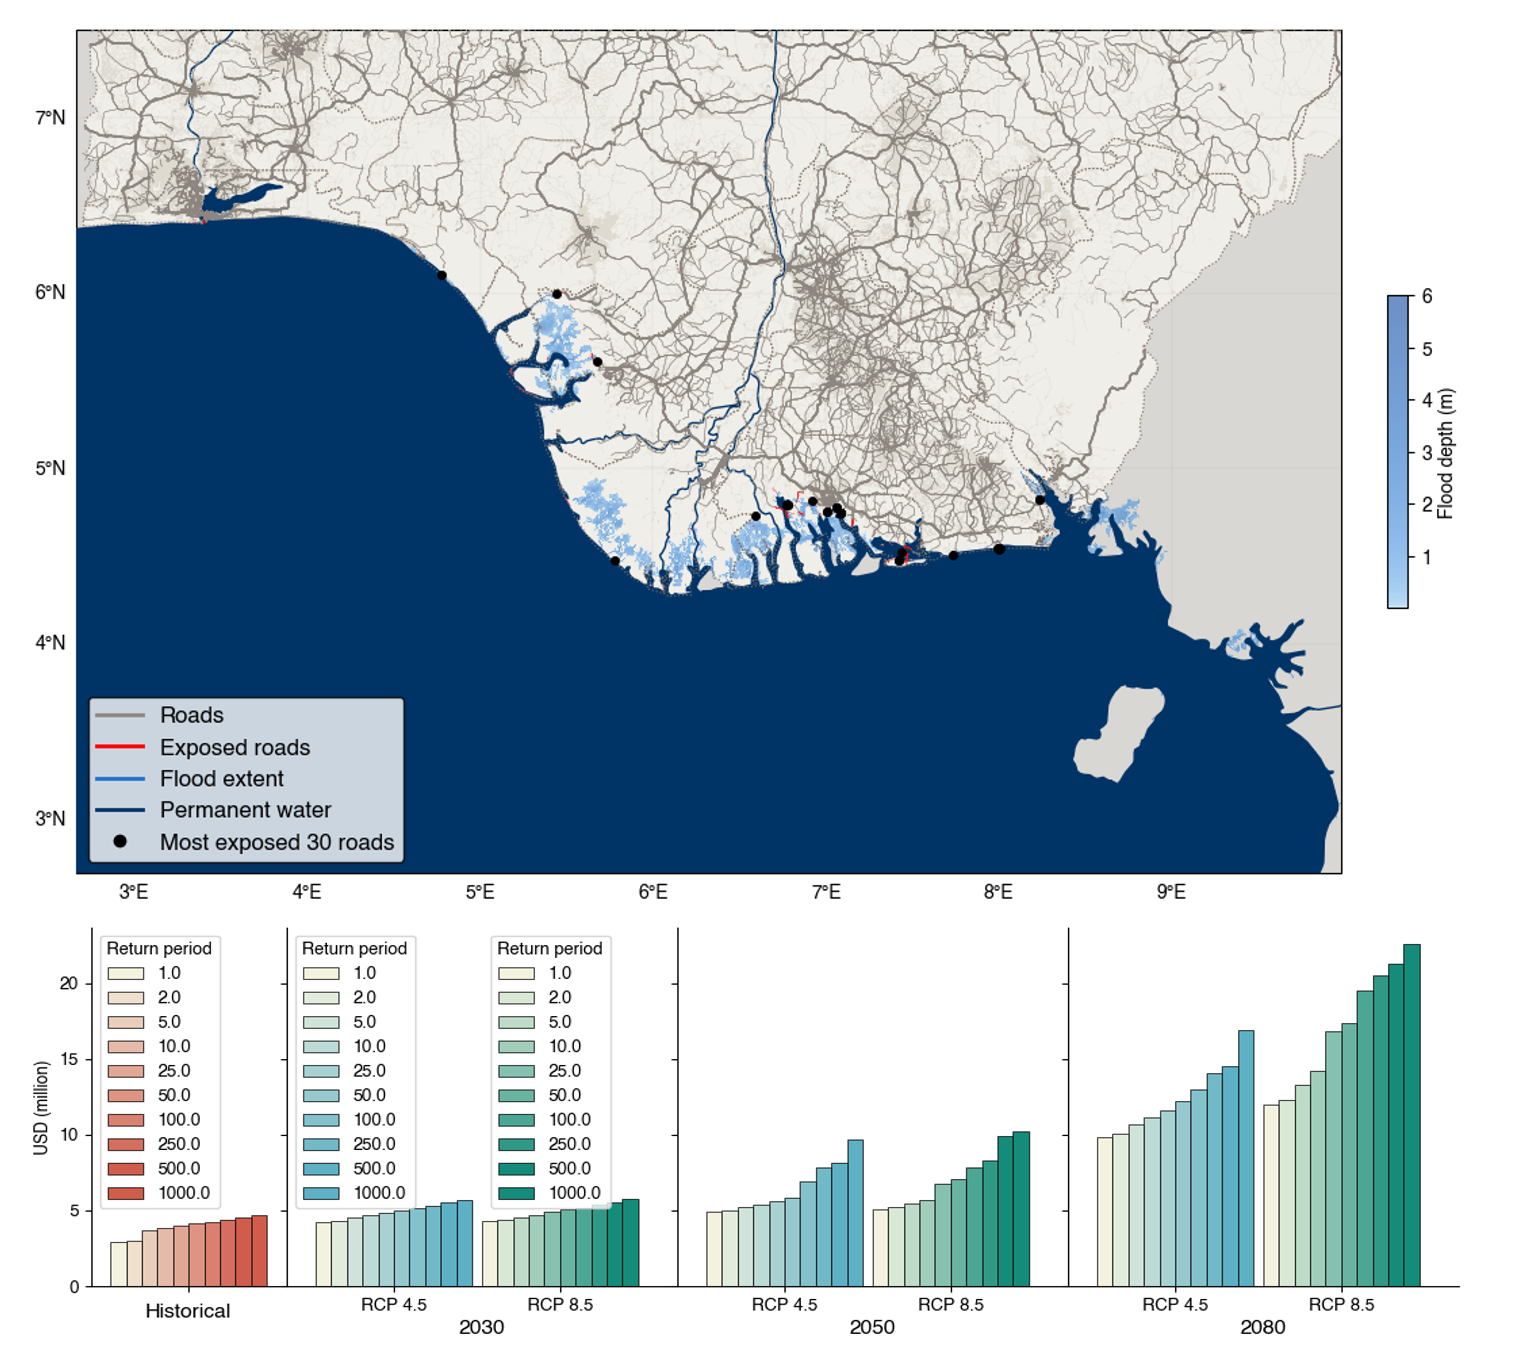 7°N
6°N
5°N
4°N
3°N
3°E 4°E 5°E 6°E 7°E 8°E 9°E
Roads
Exposed roads
Flood extent
Permanent water
Most exposed 30 roads
6
5
4
3
2
1
Flood depth (m)
USD (million)
20
15
10
5
0
Return period
1.0
2.0
5.0
10.0
25.0
50.0
100.0
250.0
500.0
1000.0
Return period
1.0
2.0
5.0
10.0
25.0
50.0
100.0
250.0
500.0
1000.0
Return period
1.0
2.0
5.0
10.0
25.0
50.0
100.0
250.0
500.0
1000.0
Historical
RCP 4.5 RCP 8.5
2030
RCP 4.5 RCP 8.5
2050
RCP 4.5 RCP 8.5
2080